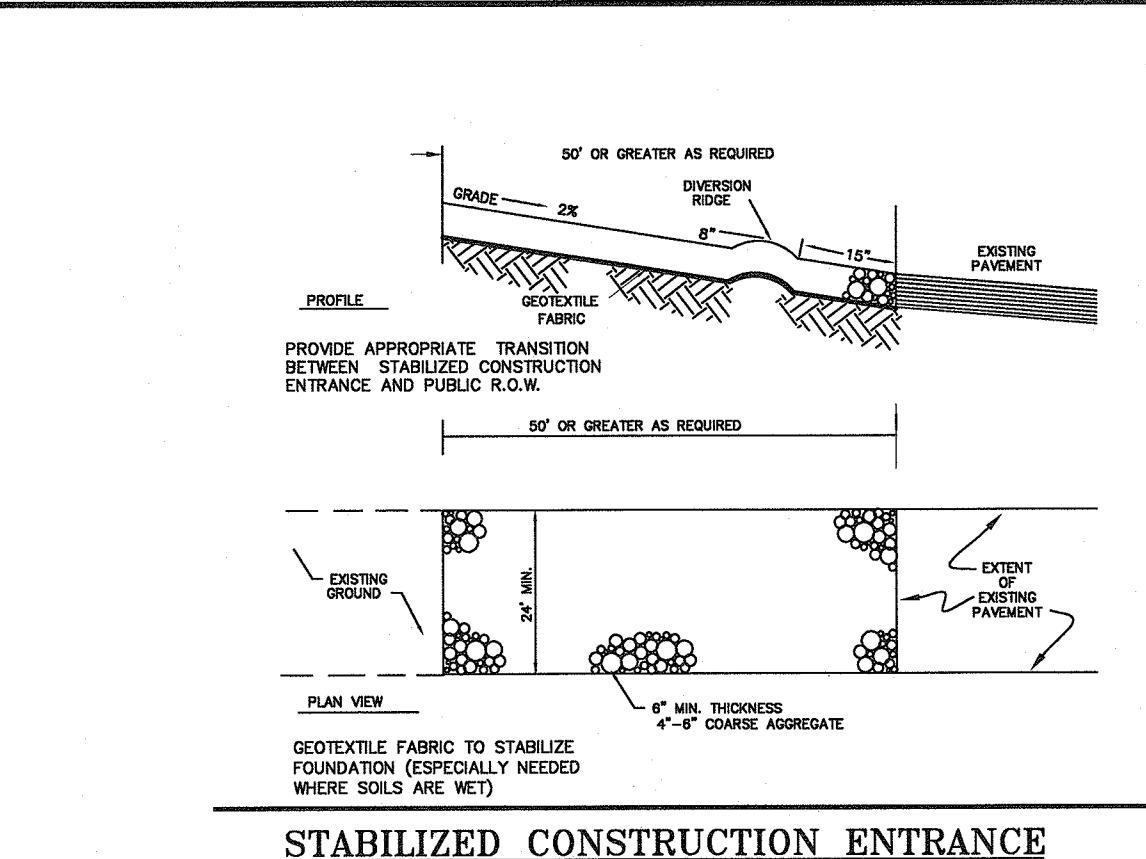 50' OR GREATER AS REQUIRED
GRADE
2%
DIVERSION
RIDGE
8"
15"
EXISTING
PAVEMENT
PROFILE
GEOTEXTILE
FABRIC
PROVIDE APPROPRIATE TRANSITION
BETWEEN STABILIZED CONSTRUCTION
ENTRANCE AND PUBLIC R.O.W.
50' OR GREATER AS REQUIRED
EXISTING
GROUND
24' MIN.
EXTENT
OF
EXISTING
PAVEMENT
PLAN VIEW
6" MIN. THICKNESS
4"-6" COARSE AGGREGATE
GEOTEXTILE FABRIC TO STABILIZE
FOUNDATION (ESPECIALLY NEEDED
WHERE SOILS ARE WET)
STABILIZED CONSTRUCTION ENTRANCE